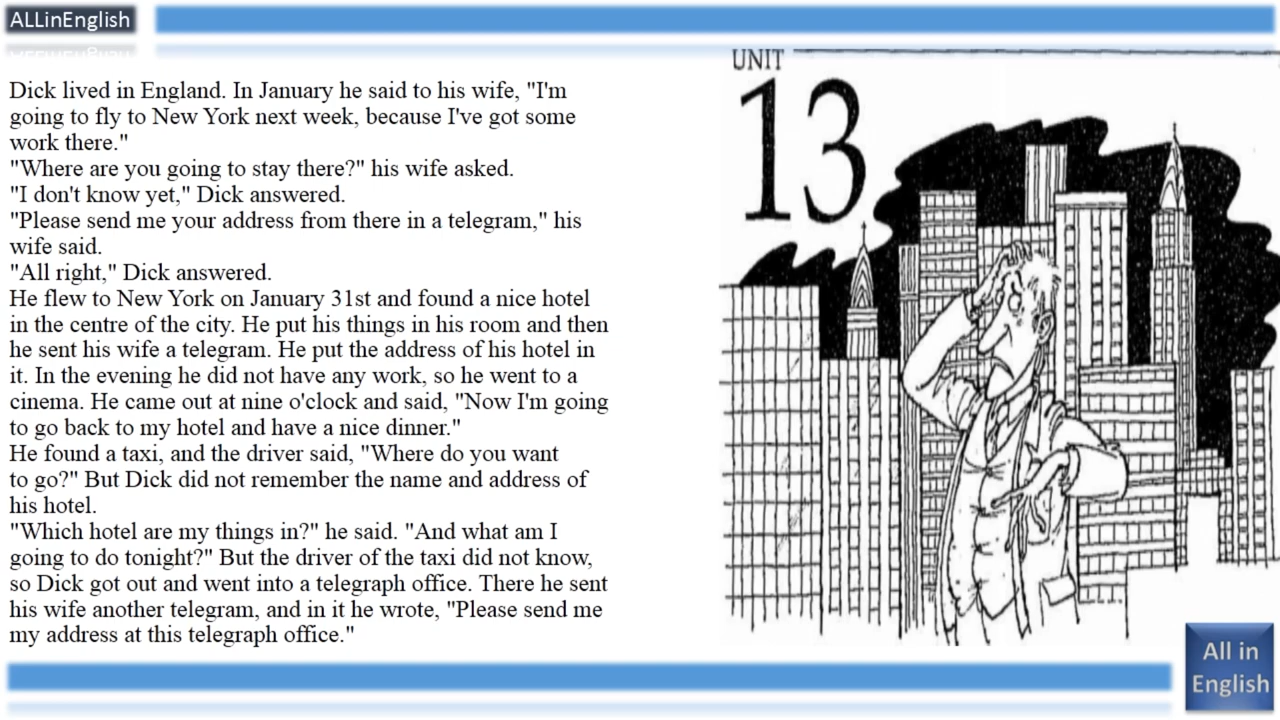 ALLinEnglish
Dick lived in England. In January he said to his wife, "I'm
going to fly to New York next week, because I've got some
work there."
"Where are you going to stay there?" his wife asked.
"I don't know yet," Dick answered.
"Please send me your address from there in a telegram," his
wife said.
"All right," Dick answered.
He flew to New York on January 31st and found a nice hotel
in the centre of the city. He put his things in his room and then
he sent his wife a telegram. He put the address of his hotel in
it. In the evening he did not have any work, so he went to a
cinema. He came out at nine o'clock and said, "Now I'm going
to go back to my hotel and have a nice dinner."
He found a taxi, and the driver said, "Where do you want
to go?" But Dick did not remember the name and address of
his hotel.
"Which hotel are my things in?" he said. "And what am I
going to do tonight?" But the driver of the taxi did not know,
so Dick got out and went into a telegraph office. There he sent
his wife another telegram, and in it he wrote, "Please send me
my address at this telegraph office."
UNIT
13
All in
English